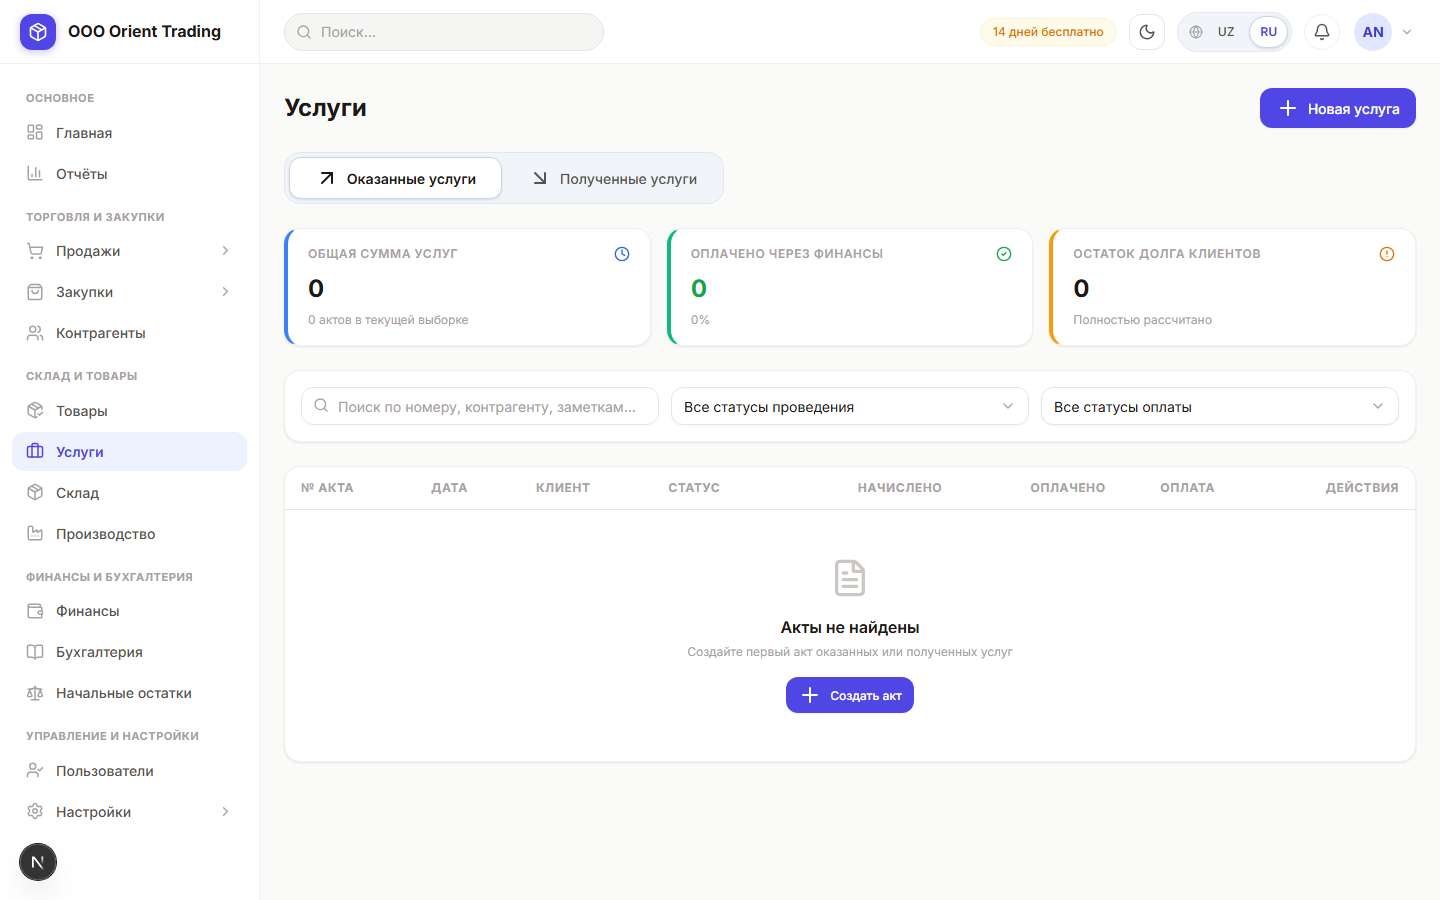 ООО Orient Trading
Поиск...
14 дней бесплатно
UZ
RU
AN
ОСНОВНОЕ
Главная
Отчёты
ТОРГОВЛЯ И ЗАКУПКИ
Продажи
Закупки
Контрагенты
СКЛАД И ТОВАРЫ
Товары
Услуги
Склад
Производство
ФИНАНСЫ И БУХГАЛТЕРИЯ
Финансы
Бухгалтерия
Начальные остатки
УПРАВЛЕНИЕ И НАСТРОЙКИ
Пользователи
Настройки
N
Услуги
Новая услуга
Оказанные услуги
Полученные услуги
ОБЩАЯ СУММА УСЛУГ
0
0 актов в текущей выборке
ОПЛАЧЕНО ЧЕРЕЗ ФИНАНСЫ
0
0%
ОСТАТОК ДОЛГА КЛИЕНТОВ
0
Полностью рассчитано
Поиск по номеру, контрагенту, заметкам...
Все статусы проведения
Все статусы оплаты
№ АКТА ДАТА КЛИЕНТ СТАТУС НАЧИСЛЕНО ОПЛАЧЕНО ОПЛАТА ДЕЙСТВИЯ
Акты не найдены
Создайте первый акт оказанных или полученных услуг
Создать акт